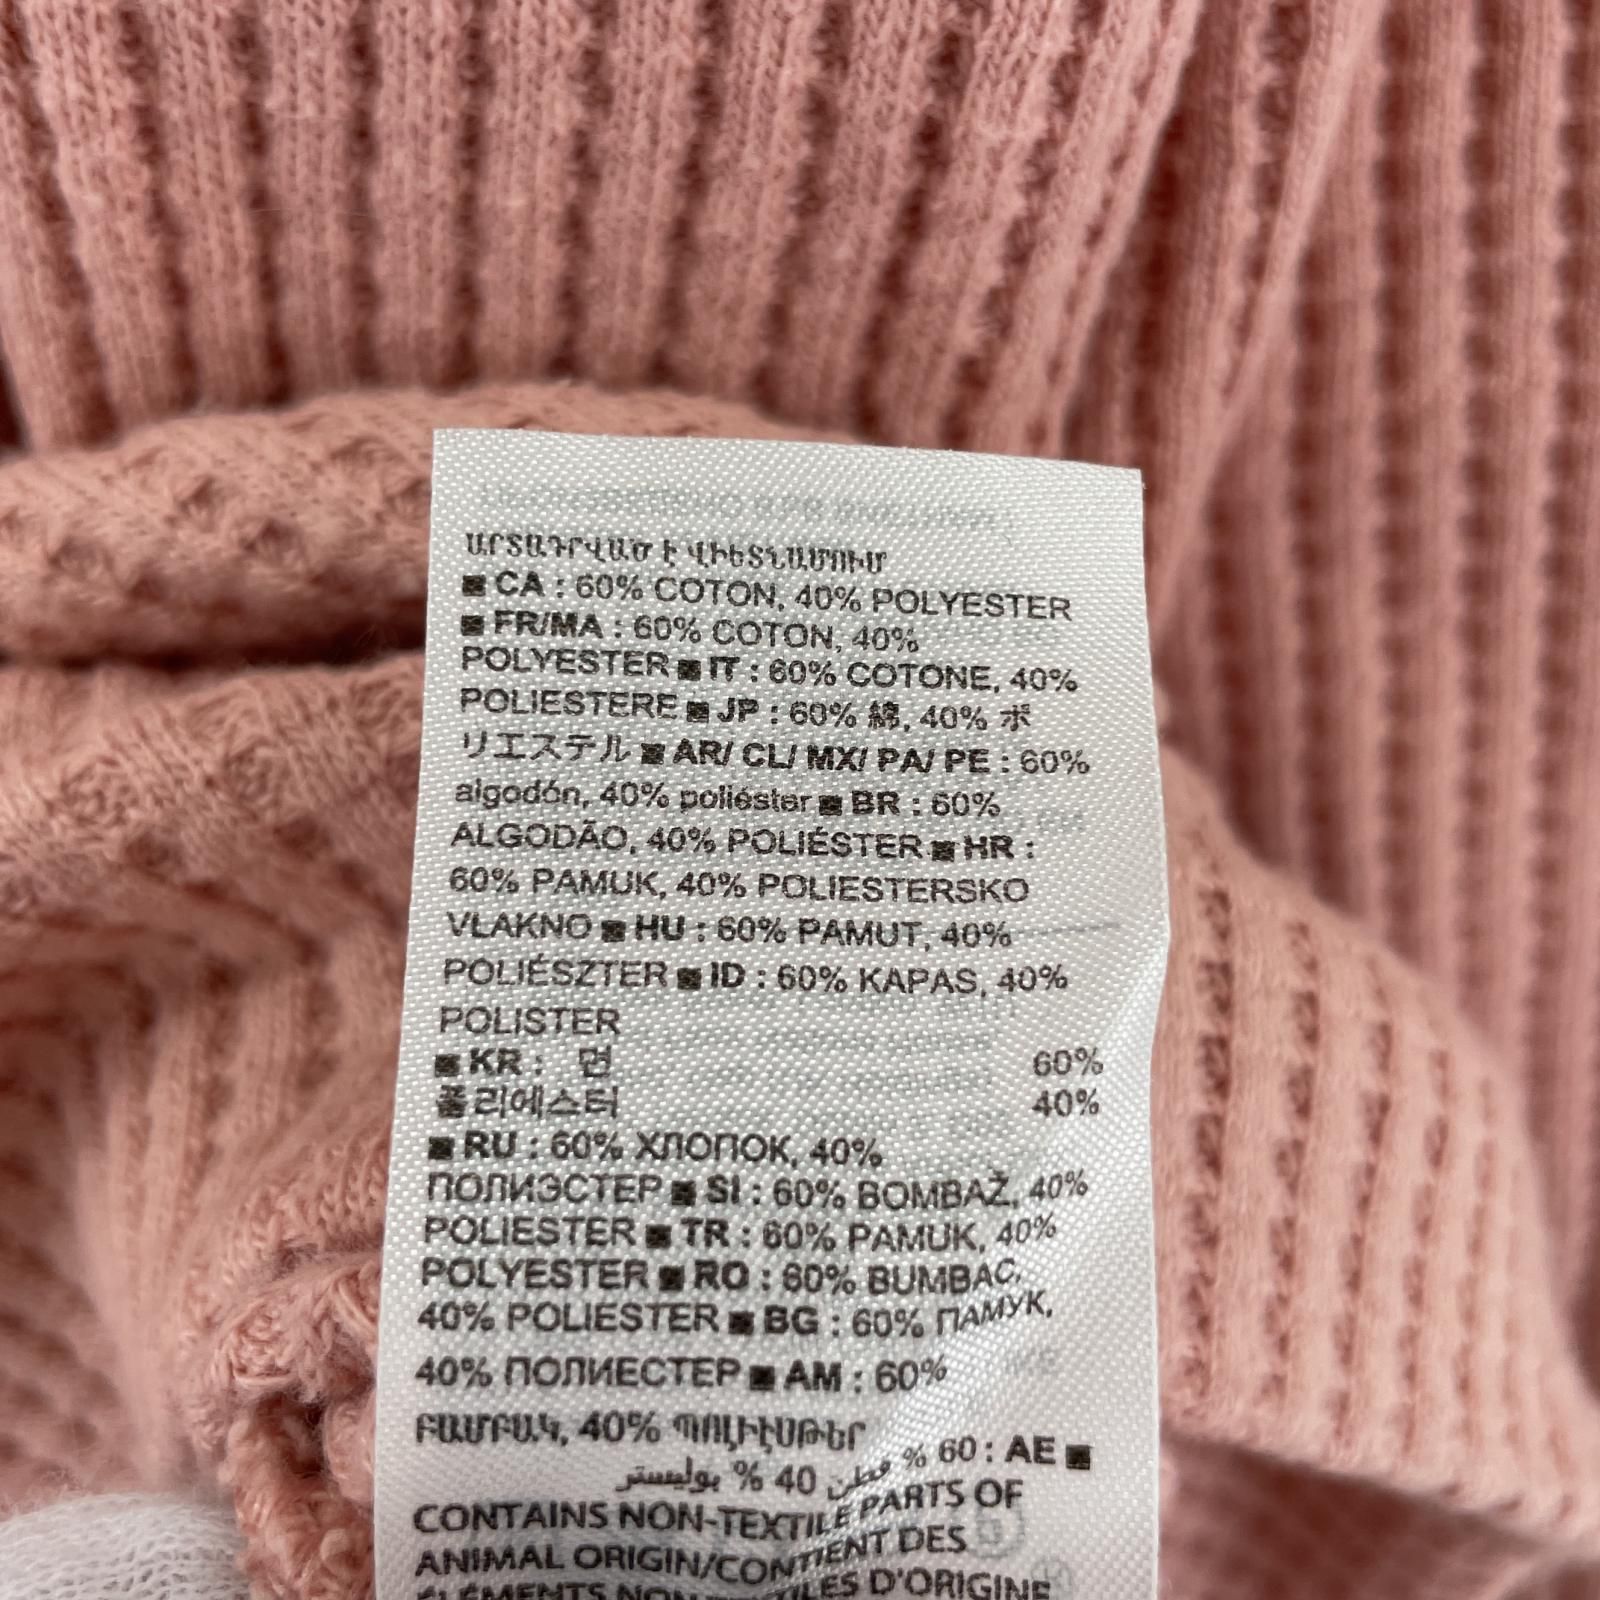 ԱՐՏԱԴՐՎԱԾ Է ՎԻԵՏՆԱՄՈՒՄ
■ CA : 60% COTON, 40% POLYESTER
■ FR/MA : 60% COTON, 40%
POLYESTER ■ IT : 60% COTONE, 40%
POLIESTERE ■ JP : 60% 綿, 40% ポ
リエステル ■ AR/ CL/ MX/ PA/ PE : 60%
algodón, 40% poliéster ■ BR : 60%
ALGODÃO, 40% POLIÉSTER ■ HR :
60% PAMUK, 40% POLIESTERSKO
VLAKNO ■ HU : 60% PAMUT, 40%
POLIÉSZTER ■ ID : 60% KAPAS, 40%
POLISTER
■ KR : 면 60%
폴리에스터 40%
■ RU : 60% ХЛОПОК, 40%
ПОЛИЭСТЕР ■ SI : 60% BOMBAŽ, 40%
POLIESTER ■ TR : 60% PAMUK, 40%
POLYESTER ■ RO : 60% BUMBAC,
40% POLIESTER ■ BG : 60% ПАМУК,
40% ПОЛИЕСТЕР ■ AM : 60%
ԲԱՄԲԱԿ, 40% ՊՈԼԻԷՍԹԵՐ
■ AE : 60 % قطن
40 % بوليستر
CONTAINS NON-TEXTILE PARTS OF
ANIMAL ORIGIN/CONTIENT DES
ÉLÉMENTS NON-TEXTILES D'ORIGINE